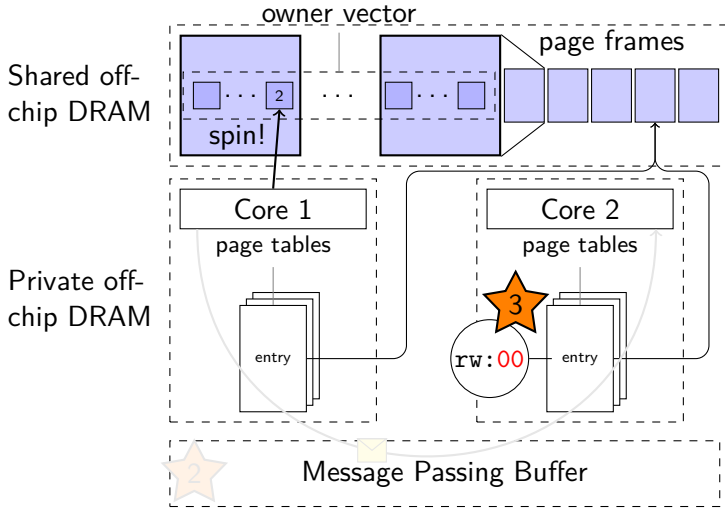 owner vector
page frames
Shared off-
chip DRAM
··· 2 ··· ···
spin!
Core 1
Core 2
page tables
page tables
Private off-
chip DRAM
3
entry
rw:00
entry
2
Message Passing Buffer